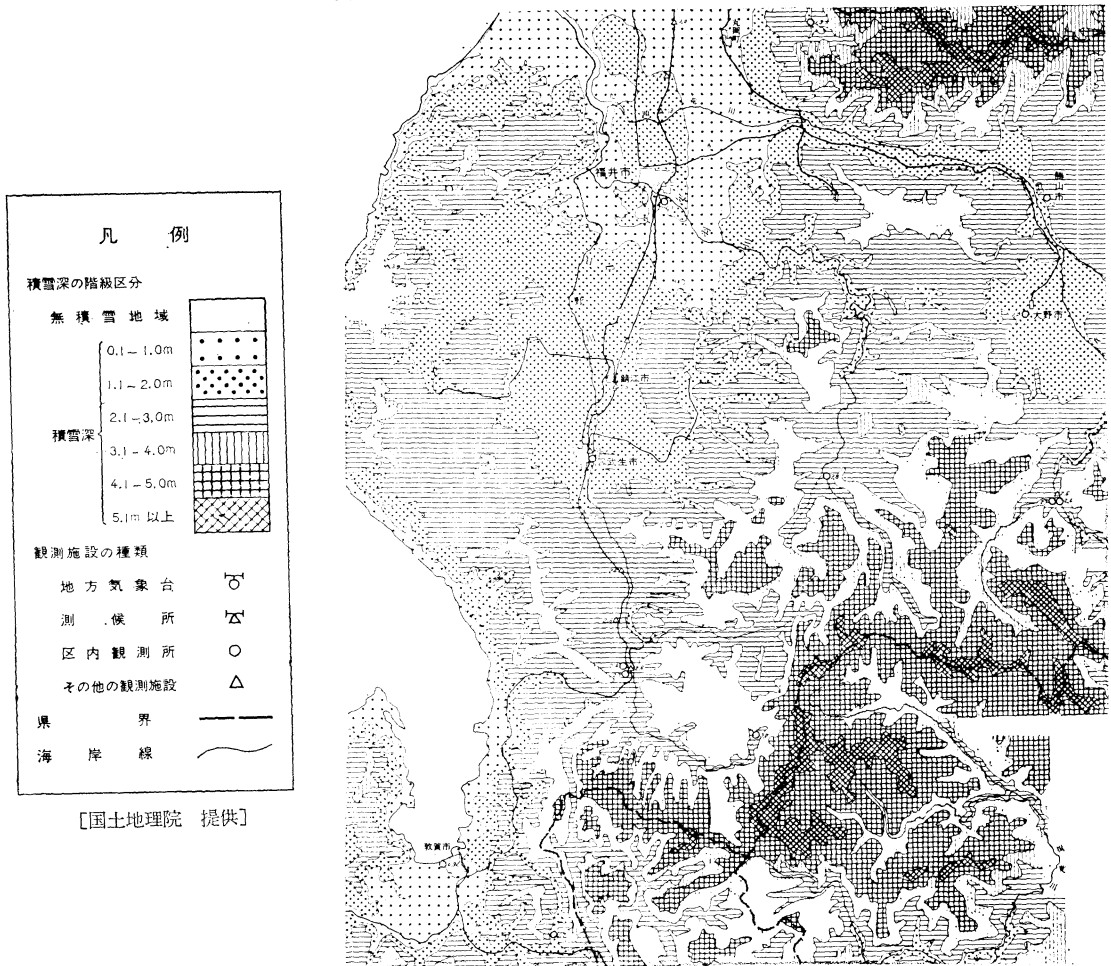 凡例
積雪深の階級区分
無積雪地域
0.1~1.0m
1.1~2.0m
2.1~3.0m
積雪深
3.1~4.0m
4.1~5.0m
5.1m 以上
観測施設の種類
地方気象台
測候所
区内観測所
その他の観測施設
県界
海岸線
[国土地理院 提供]
福井市
勝山市
大野市
鯖江市
武生市
敦賀市